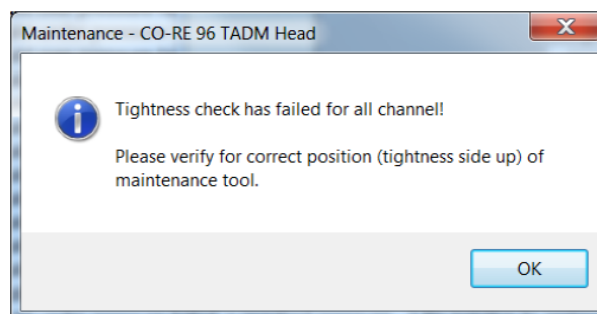 Maintenance - CO-RE 96 TADM Head
X
Tightness check has failed for all channel!
Please verify for correct position (tightness side up) of
maintenance tool.
OK